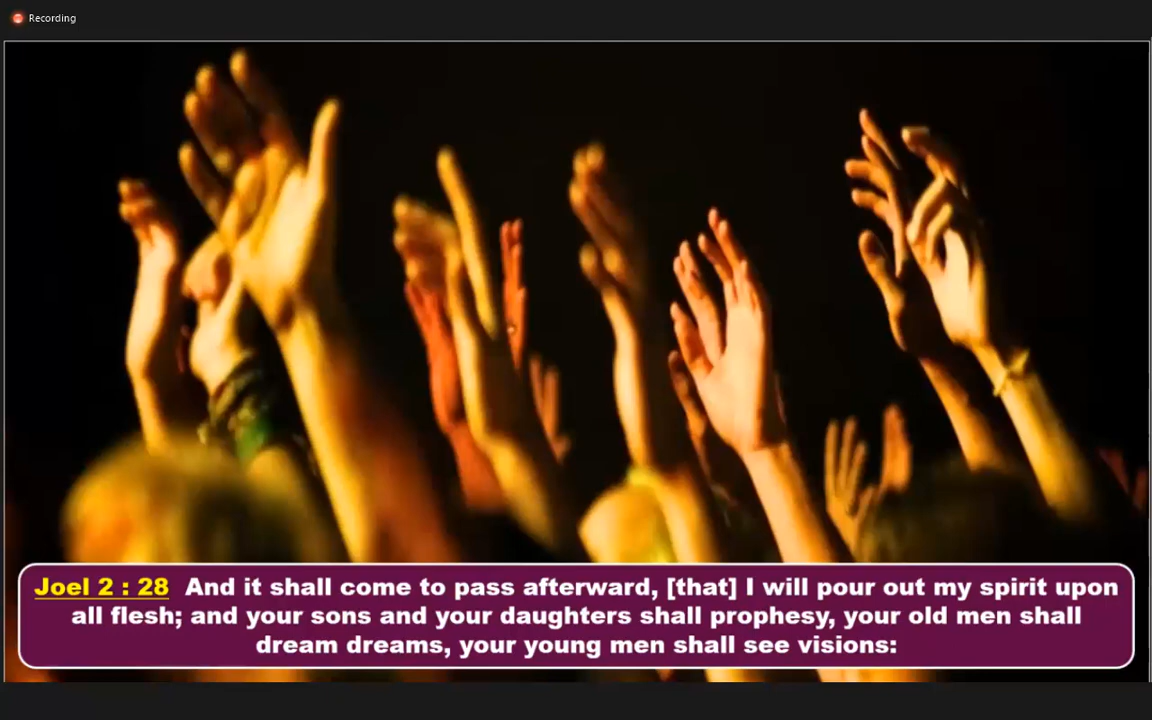 Recording
Joel 2 : 28 And it shall come to pass afterward, [that] I will pour out my spirit upon
all flesh; and your sons and your daughters shall prophesy, your old men shall
dream dreams, your young men shall see visions: